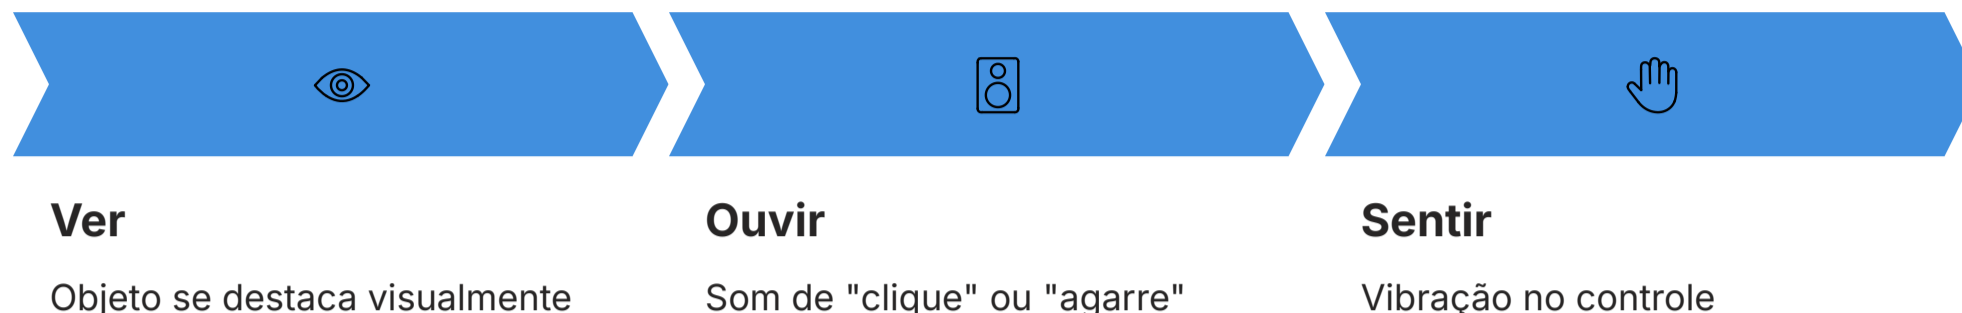 Ver
Ouvir
Sentir
Objeto se destaca visualmente
Som de "clique" ou "agarre"
Vibração no controle